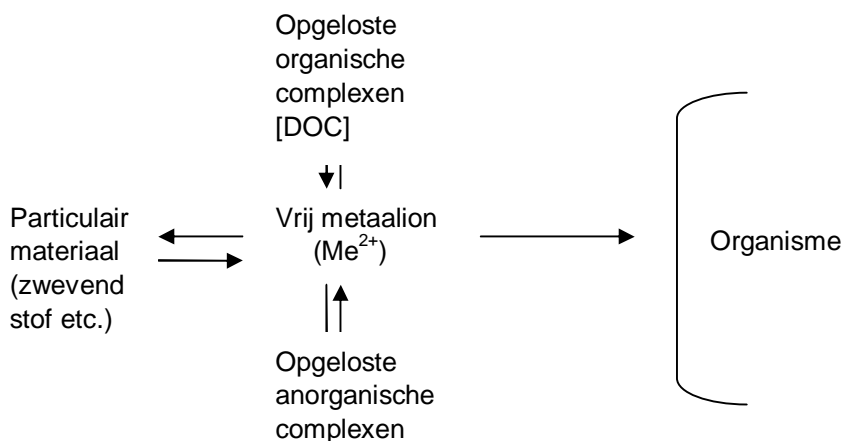 Opgeloste
organische
complexen
[DOC]
Particulair
materiaal
(zwevend
stof etc.)
Vrij metaalion
(Me²⁺)
Organisme
Opgeloste
anorganische
complexen